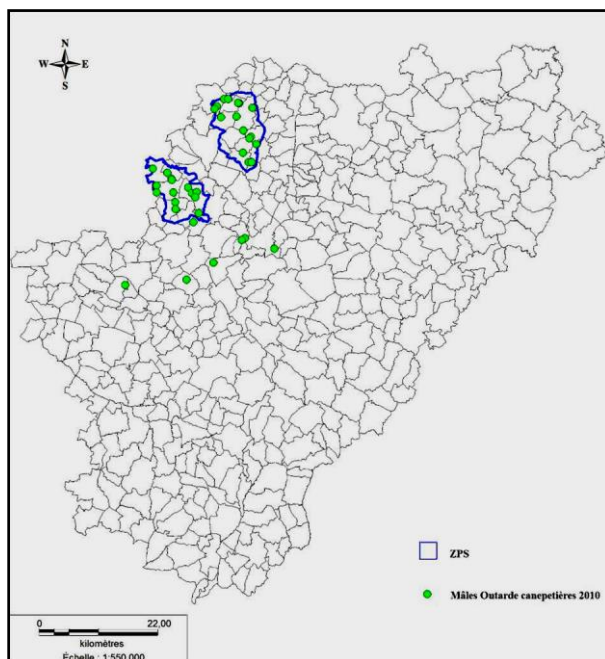 N
W E
S
ZPS
Mâles Outarde canepetières 2010
0 22,00
kilomètres
Échelle : 1:550 000